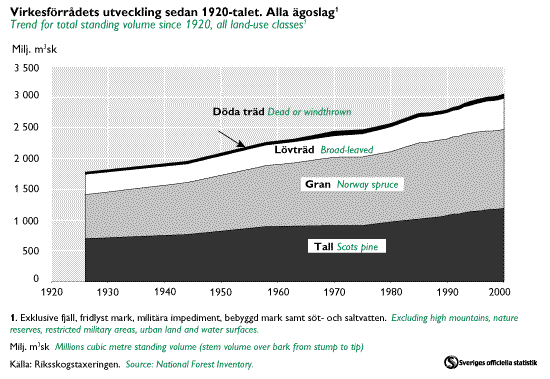 Virkesförrådets utveckling sedan 1920-talet. Alla ägoslag¹
Trend for total standing volume since 1920, all land-use classes¹
Milj. m³sk
3 500
3 000
2 500
2 000
1 500
1 000
500
0
Döda träd Dead or windthrown
Lövträd Broad-leaved
Gran Norway spruce
Tall Scots pine
1920 1930 1940 1950 1960 1970 1980 1990 2000
1. Exklusive fjäll, fridlyst mark, militära impediment, bebyggd mark samt söt- och saltvatten. Excluding high mountains, nature
reserves, restricted military areas, urban land and water surfaces.
Milj. m³sk Millions cubic metre standing volume (stem volume over bark from stump to tip)
Källa: Riksskogstaxeringen. Source: National Forest Inventory.
Sveriges officiella statistik